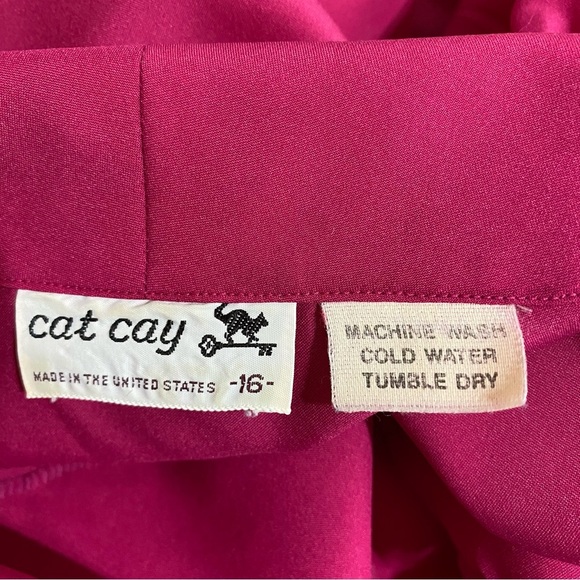 cat cay
MADE IN THE UNITED STATES -16-
MACHINE WASH
COLD WATER
TUMBLE DRY